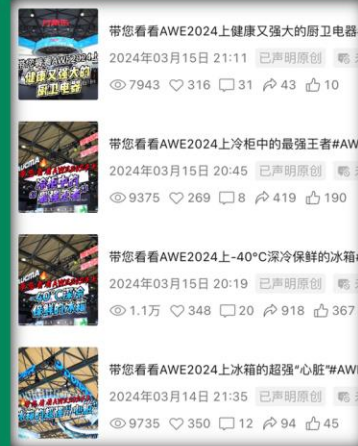 带您看看AWE2024上健康又强大的厨卫电器
2024年03月15日 21:11 已声明原创
7943 316 31 43 10
健康又强大的
厨卫电器
带您看看AWE2024上冷柜中的最强王者#AW
2024年03月15日 20:45 已声明原创
9375 269 8 419 190
带您看看AWE2024上-40°C深冷保鲜的冰箱
2024年03月15日 20:19 已声明原创
1.1万 348 20 918 367
-40°C深冷
保鲜的冰箱
带您看看AWE2024上冰箱的超强"心脏"#AW
2024年03月14日 21:35 已声明原创
9735 350 12 94 45